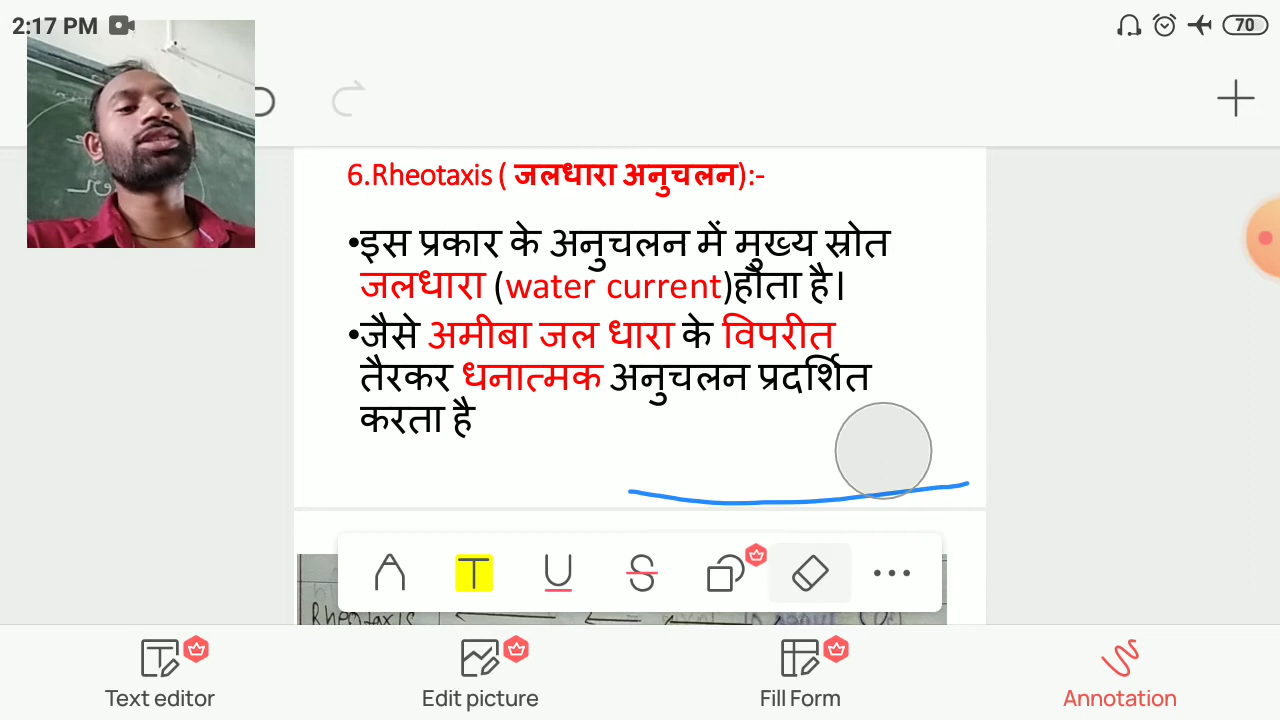 2:17 PM
70
6.Rheotaxis ( जलधारा अनुचलन):-
•इस प्रकार के अनुचलन में मुख्य स्रोत
जलधारा (water current)होता है।
•जैसे अमीबा जल धारा के विपरीत
तैरकर धनात्मक अनुचलन प्रदर्शित
करता है
T
U
S
Rheotaxis
Text editor
Edit picture
Fill Form
Annotation